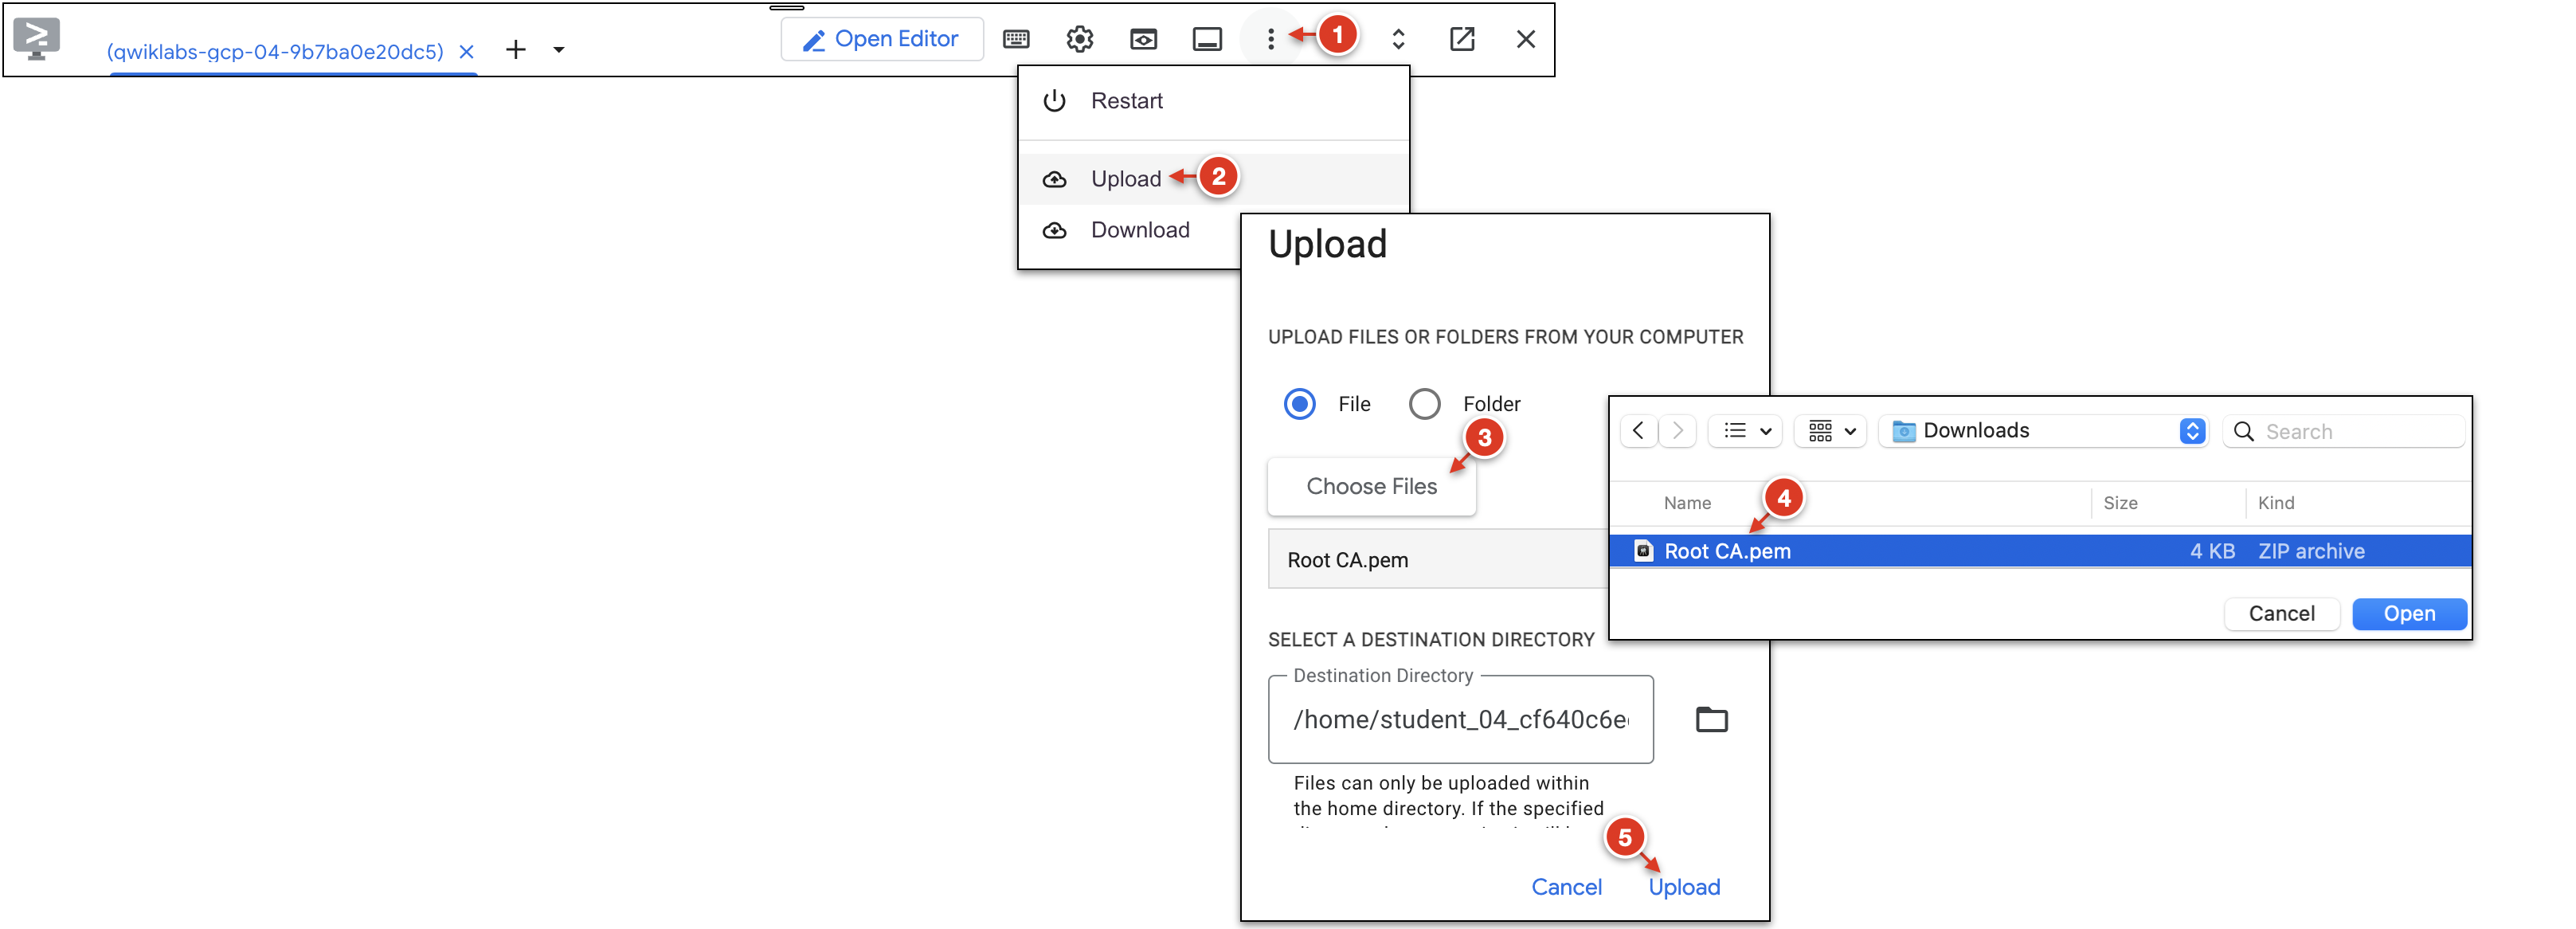 (qwiklabs-gcp-04-9b7ba0e20dc5)
Open Editor
1
Restart
Upload
2
Download
Upload
UPLOAD FILES OR FOLDERS FROM YOUR COMPUTER
File
Folder
3
Choose Files
Root CA.pem
Downloads
Search
Name
4
Size
Kind
Root CA.pem
4 KB
ZIP archive
Cancel
Open
SELECT A DESTINATION DIRECTORY
Destination Directory
/home/student_04_cf640c6e
Files can only be uploaded within
the home directory. If the specified
5
Cancel
Upload